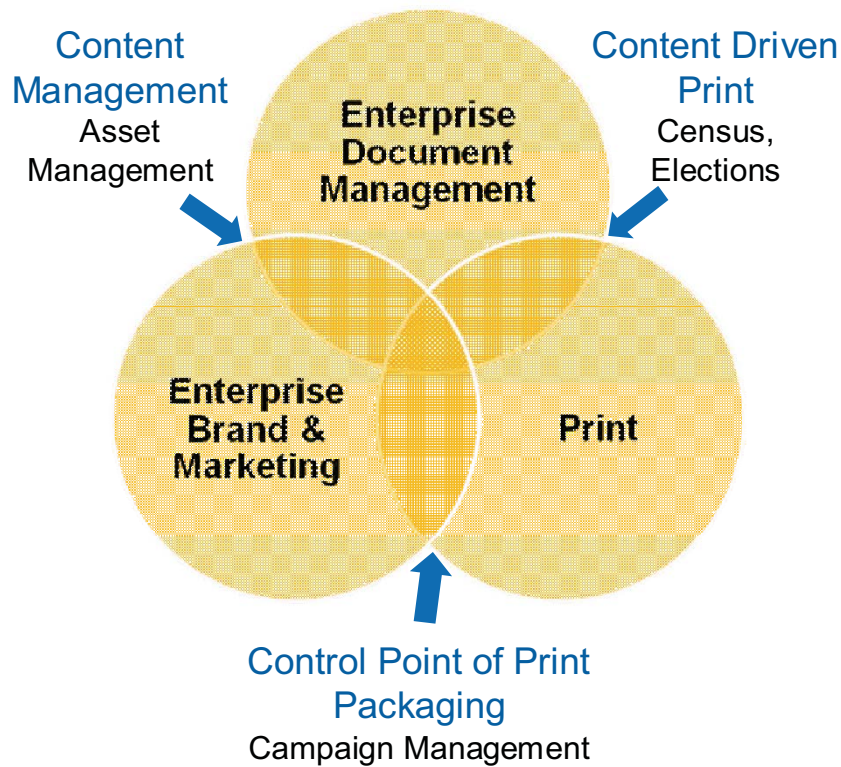 Content
Management
Asset
Management
Content Driven
Print
Census,
Elections
Enterprise
Document
Management
Enterprise
Brand &
Marketing
Print
Control Point of Print
Packaging
Campaign Management